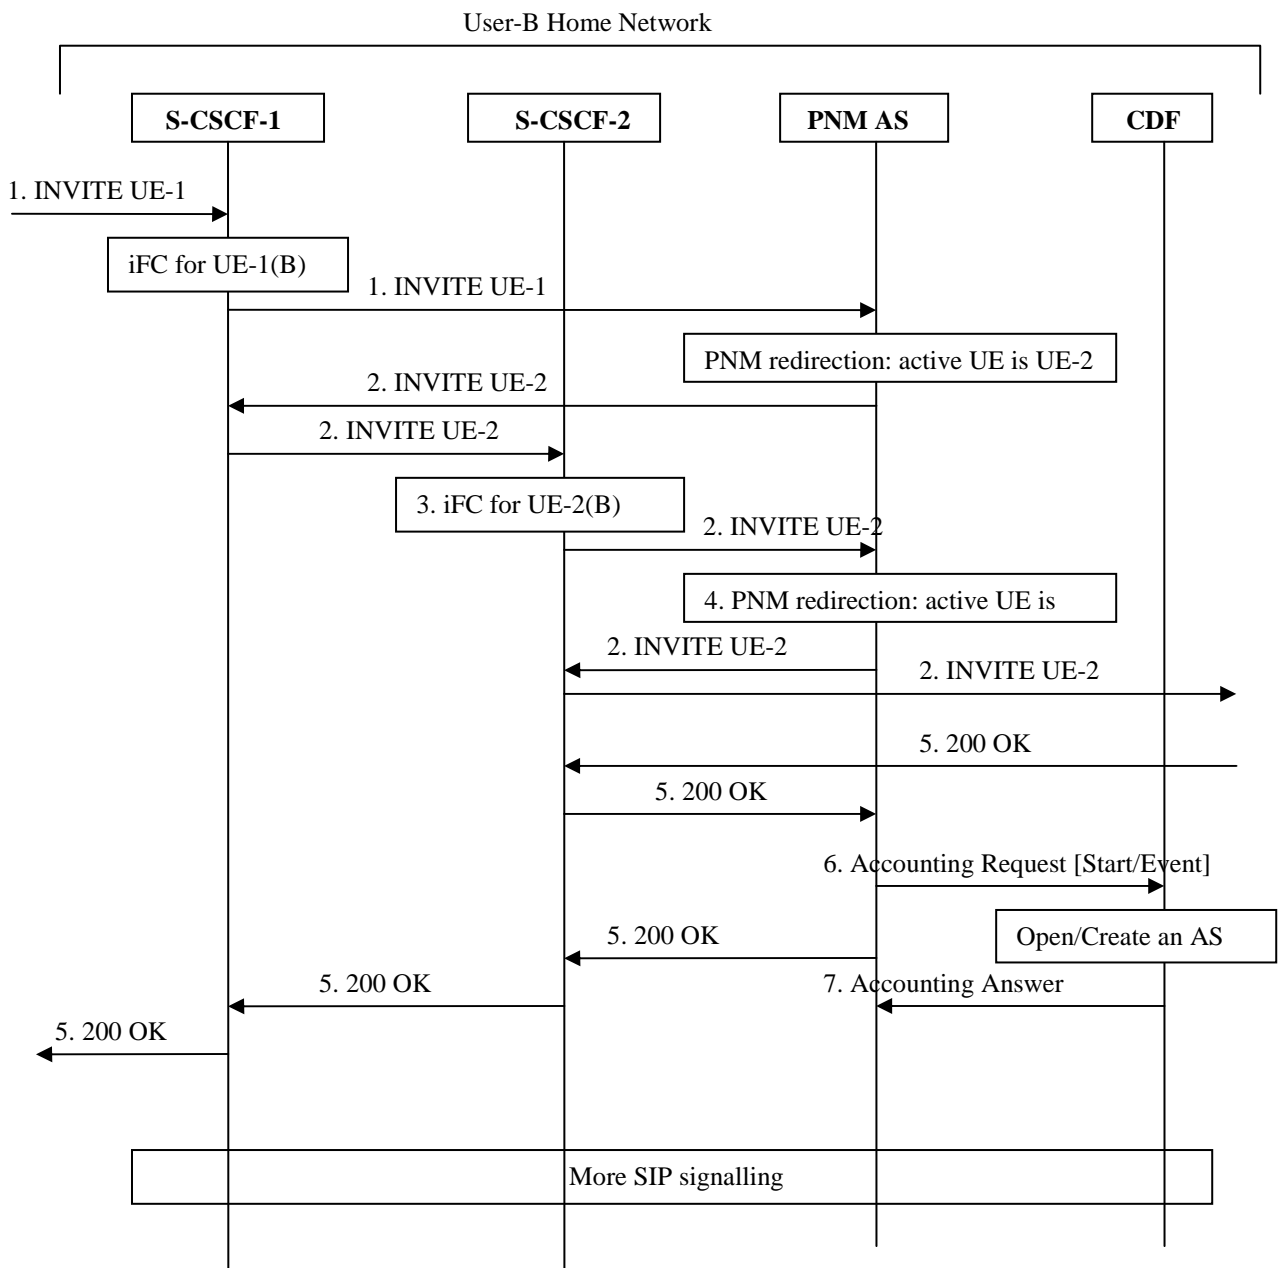 User-B Home Network
S-CSCF-1
S-CSCF-2
PNM AS
CDF
1. INVITE UE-1
iFC for UE-1(B)
1. INVITE UE-1
PNM redirection: active UE is UE-2
2. INVITE UE-2
2. INVITE UE-2
3. iFC for UE-2(B)
2. INVITE UE-2
4. PNM redirection: active UE is
2. INVITE UE-2
2. INVITE UE-2
5. 200 OK
5. 200 OK
6. Accounting Request [Start/Event]
5. 200 OK
Open/Create an AS
5. 200 OK
7. Accounting Answer
5. 200 OK
More SIP signalling